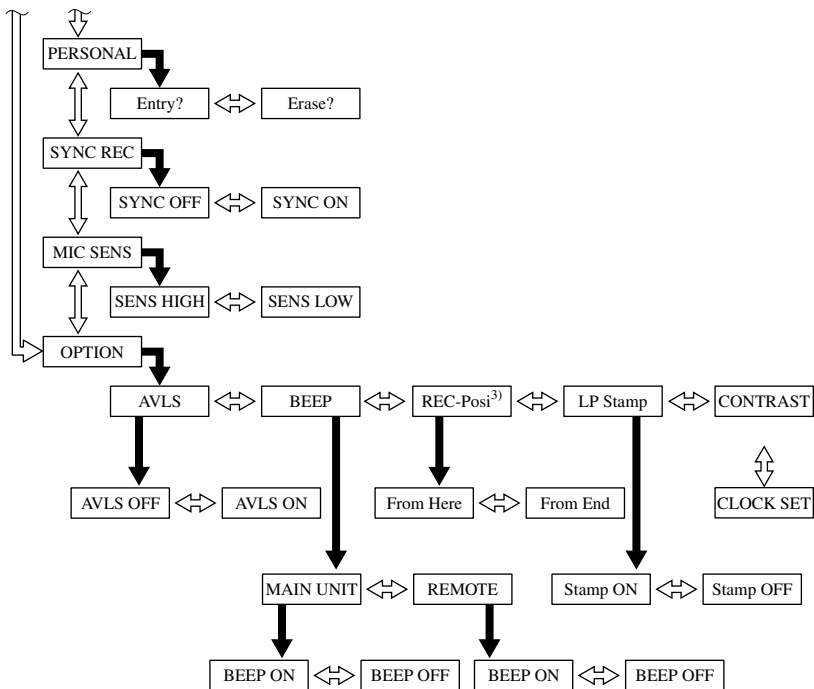 PERSONAL
Entry? Erase?
SYNC REC
SYNC OFF SYNC ON
MIC SENS
SENS HIGH SENS LOW
OPTION
AVLS BEEP REC-Posi3) LP Stamp CONTRAST
AVLS OFF AVLS ON From Here From End CLOCK SET
MAIN UNIT REMOTE Stamp ON Stamp OFF
BEEP ON BEEP OFF BEEP ON BEEP OFF